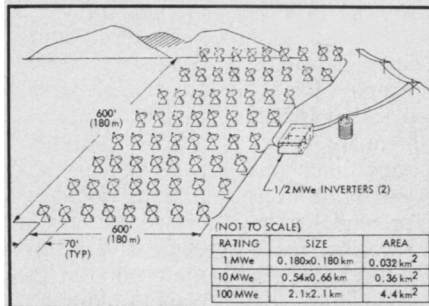 600'
(180 m)
600'
(180 m)
70'
(TYP)
1/2 MWe INVERTERS (2)
(NOT TO SCALE)
RATING SIZE AREA
1 MWe 0.180x0.180 km 0.032 km²
10 MWe 0.54x0.66 km 0.36 km²
100 MWe 2.1x2.1 km 4.4 km²